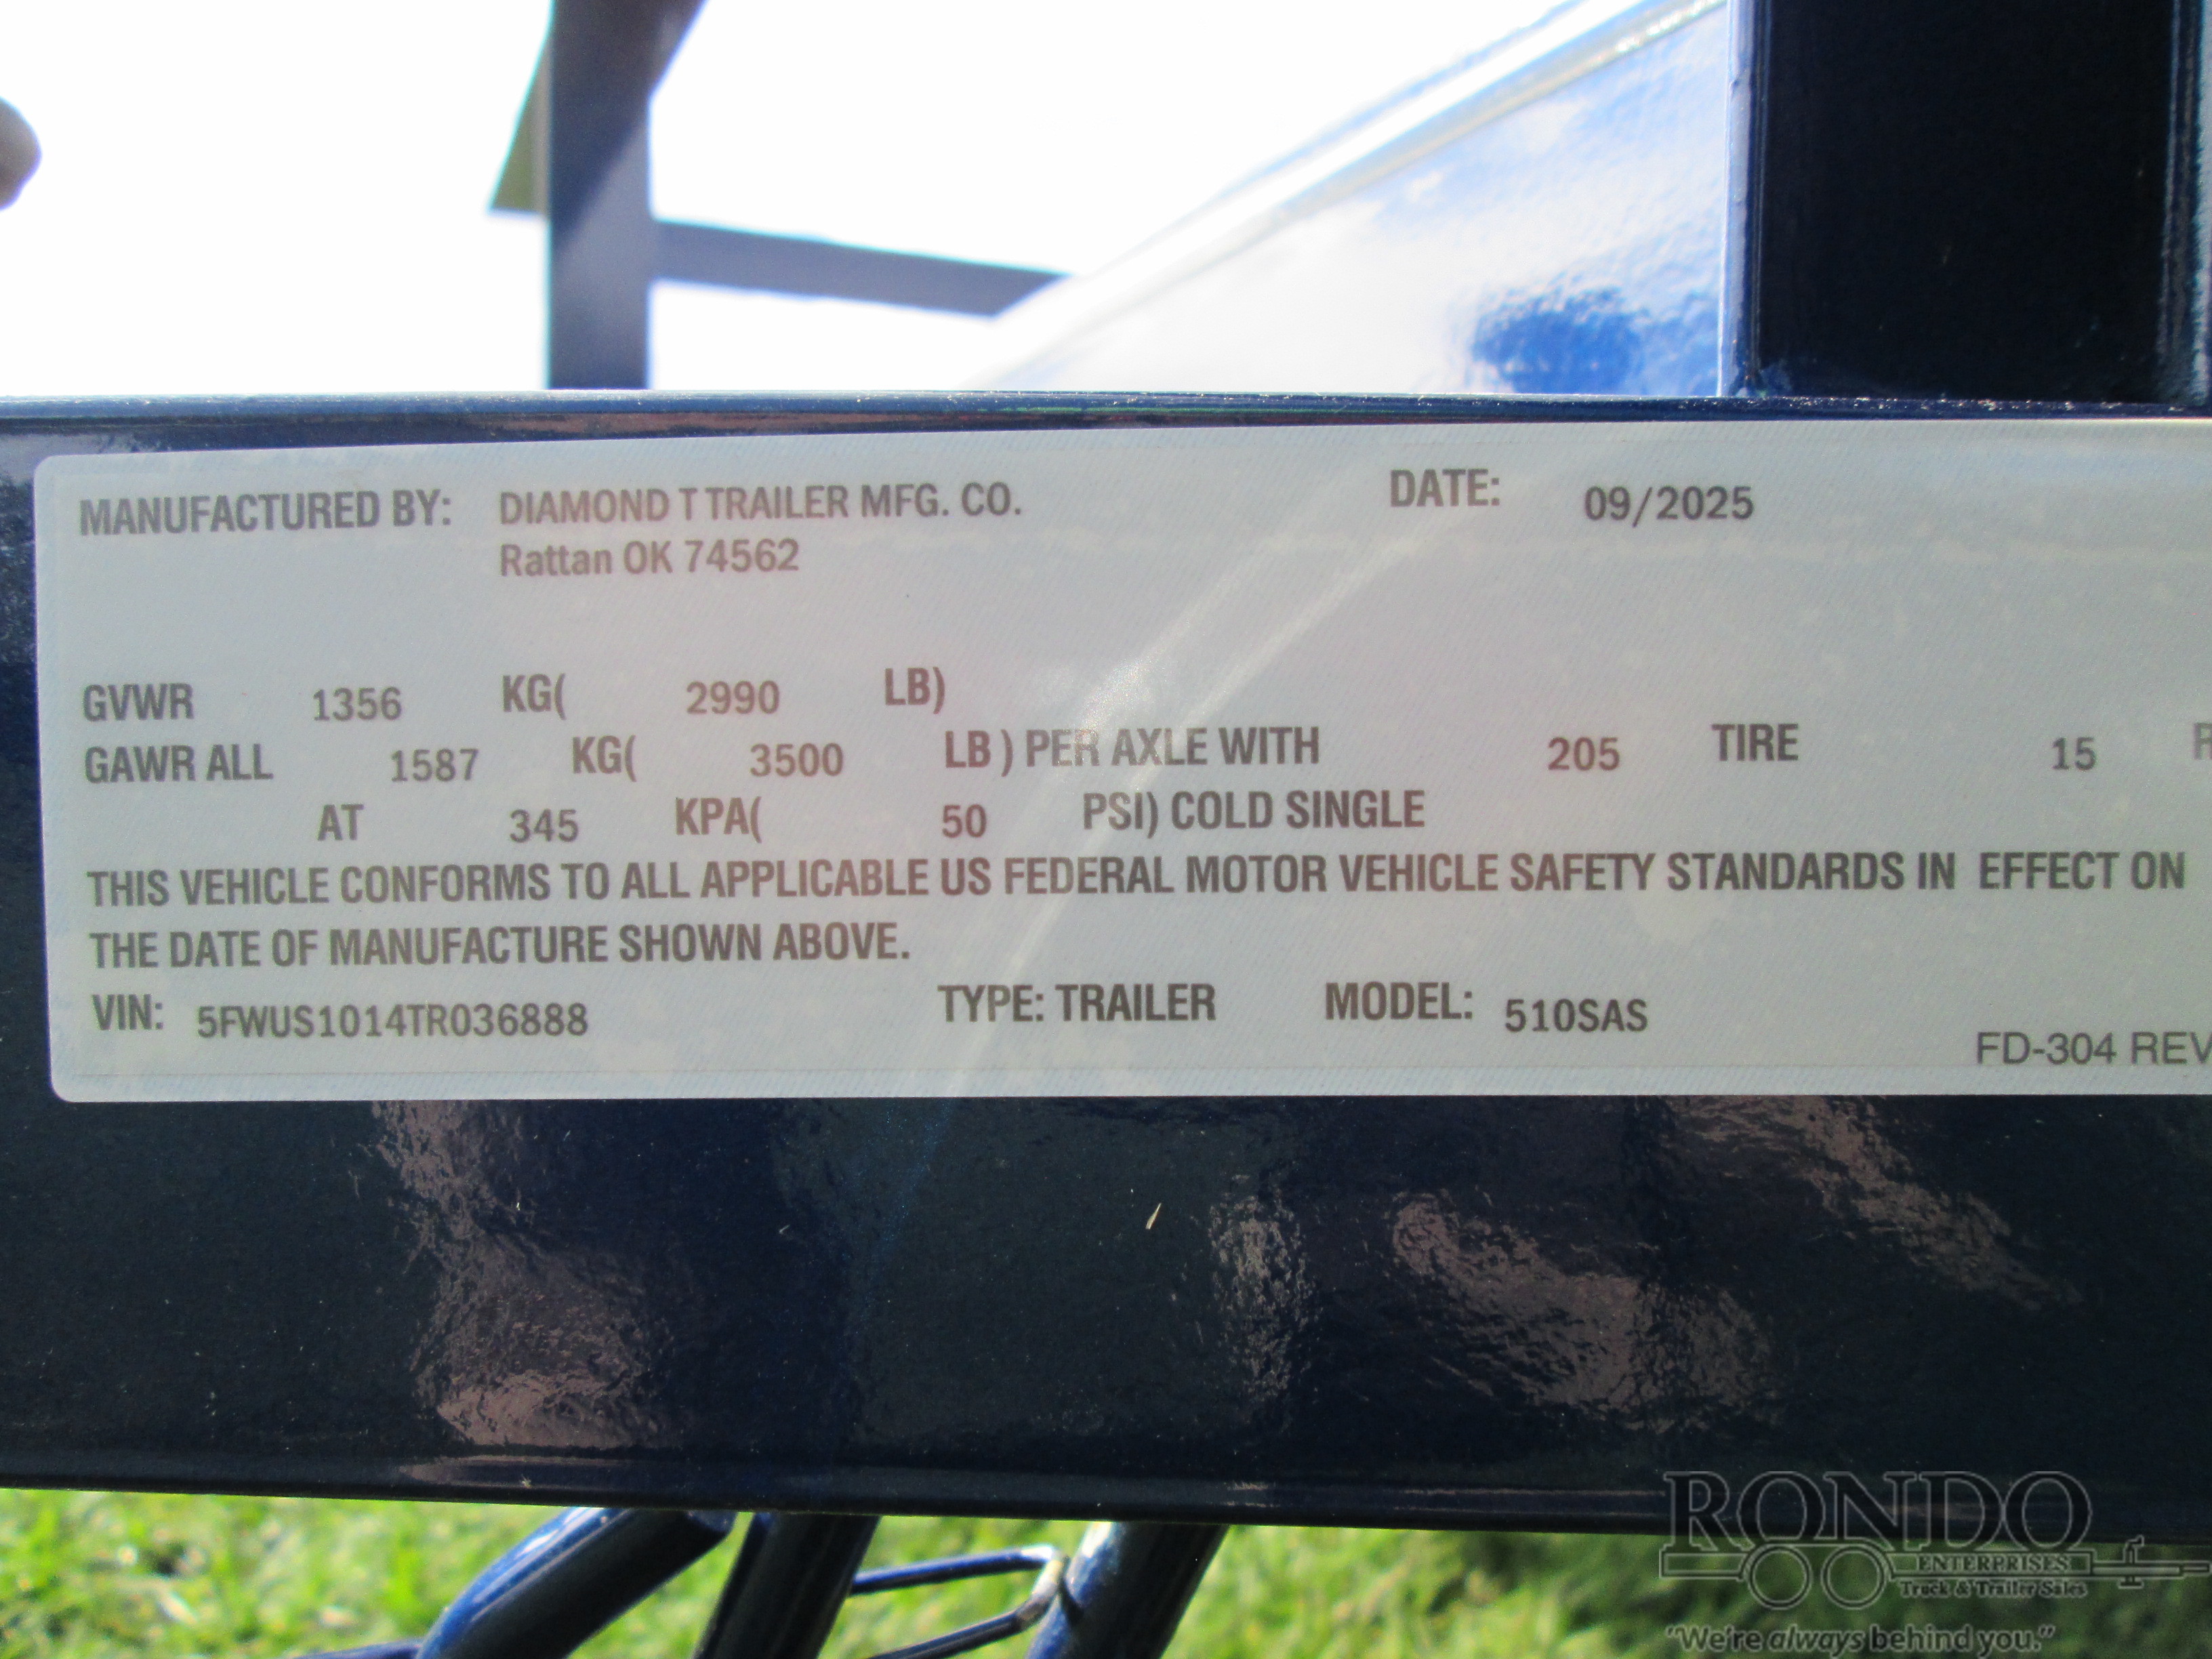 MANUFACTURED BY: DIAMOND T TRAILER MFG. CO. DATE: 09/2025
Rattan OK 74562
GVWR 1356 KG( 2990 LB)
GAWR ALL 1587 KG( 3500 LB ) PER AXLE WITH 205 TIRE 15 R
AT 345 KPA( 50 PSI) COLD SINGLE
THIS VEHICLE CONFORMS TO ALL APPLICABLE US FEDERAL MOTOR VEHICLE SAFETY STANDARDS IN EFFECT ON
THE DATE OF MANUFACTURE SHOWN ABOVE.
VIN: 5FWUS1014TR036888 TYPE: TRAILER MODEL: 510SAS
FD-304 REV
RONDO
ENTERPRISES
Truck & Trailer Sales
"We're always behind you."